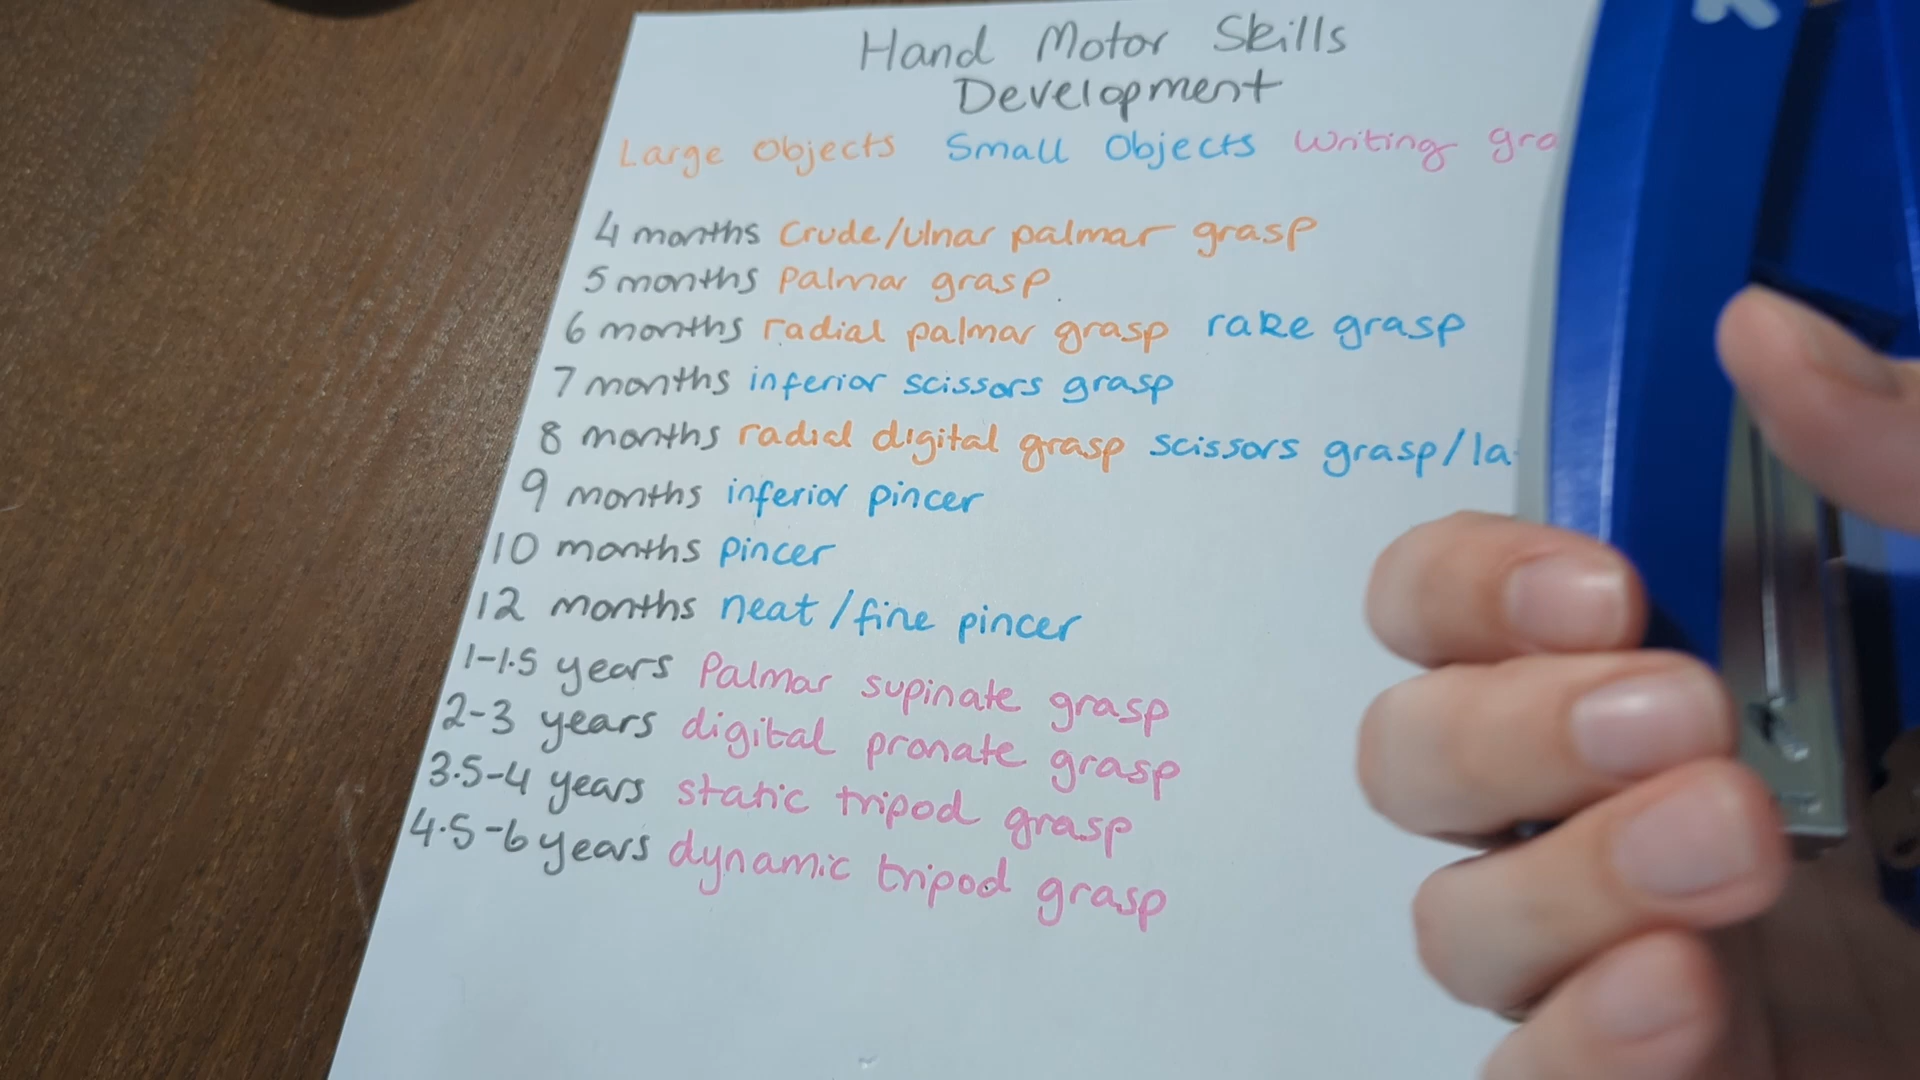 Hand Motor Skills
Development
Large Objects Small Objects Writing
4 months crude/ulnar palmar grasp
5 months palmar grasp.
6 months radial palmar grasp rake grasp
7 months inferior scissors grasp
8 months radial digital grasp scissors grasp/
9 months inferior pincer
10 months pincer
12 months neat/fine pincer
1-1.5 years Palmar supinate grasp
2-3 years digital pronate grasp
3.5-4 years static tripod grasp
4.5-6 years dynamic tripod grasp